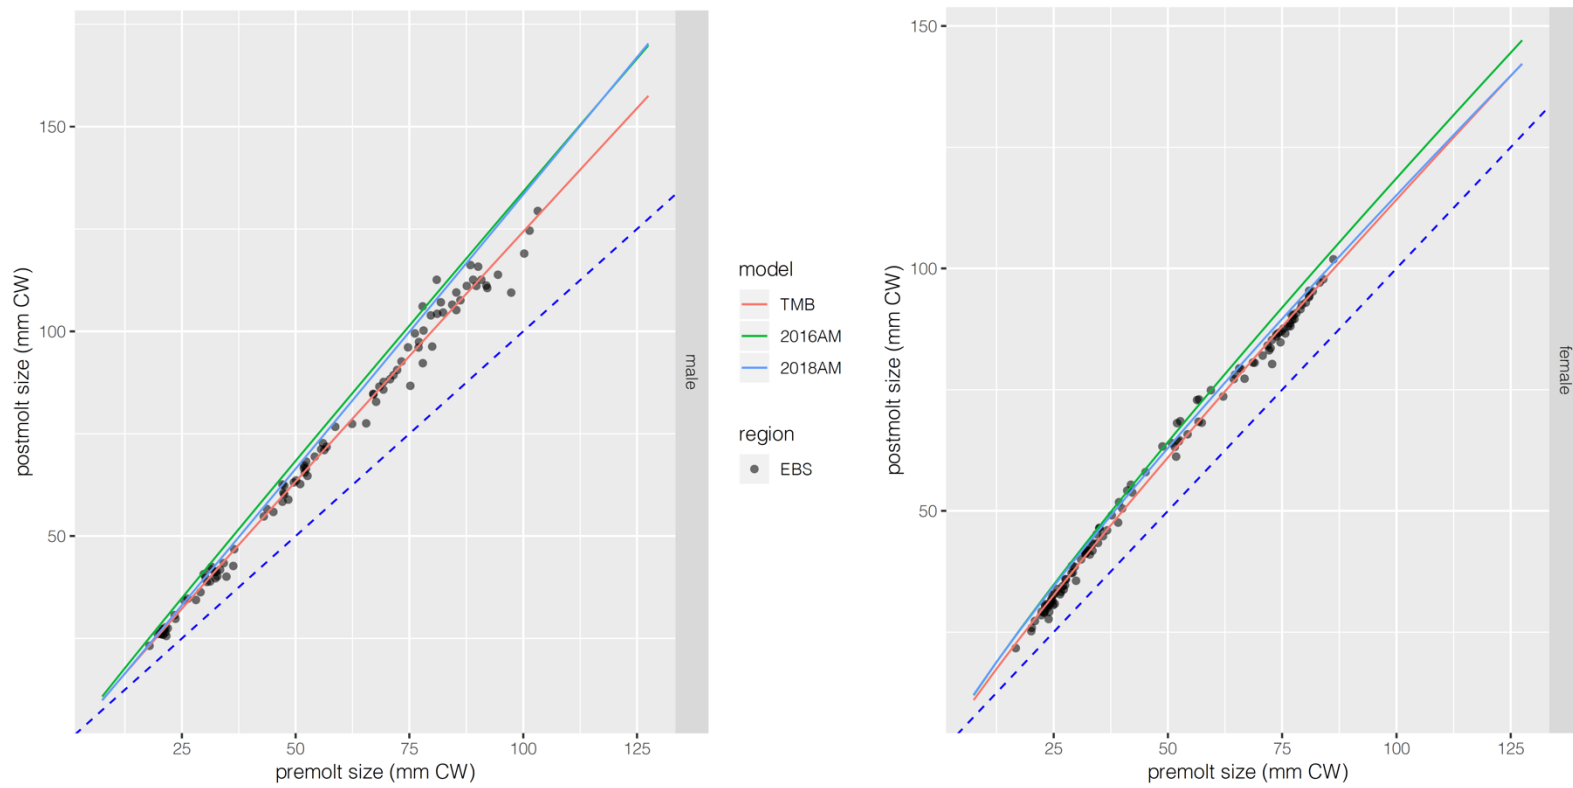 150
100
50
postmolt size (mm CW)
25
50
75
100
125
premolt size (mm CW)
male
model
TMB
2016AM
2018AM
region
EBS
150
100
50
postmolt size (mm CW)
25
50
75
100
125
premolt size (mm CW)
female